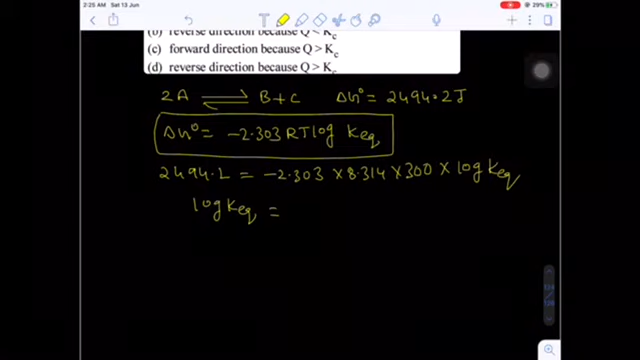 2:25 AM Sat 13 Jun
29%
(b) reverse direction because Q < Kc
(c) forward direction because Q > Kc
(d) reverse direction because Q > Kc
2A ⇌ B+C ΔG° = 2494.2J
ΔG° = -2.303 RT log Keq
2494.2 = -2.303 × 8.314 × 300 × log Keq
log Keq =